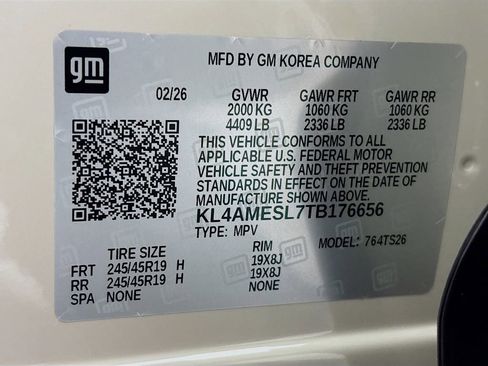 gm
MFD BY GM KOREA COMPANY
02/26 GVWR GAWR FRT GAWR RR
2000 KG 1060 KG 1060 KG
4409 LB 2336 LB 2336 LB
THIS VEHICLE CONFORMS TO ALL
APPLICABLE U.S. FEDERAL MOTOR
VEHICLE SAFETY AND THEFT PREVENTION
STANDARDS IN EFFECT ON THE DATE OF
MANUFACTURE SHOWN ABOVE.
KL4AMESL7TB176656
TYPE: MPV MODEL: 764TS26
TIRE SIZE RIM
FRT 245/45R19 H 19X8J
RR 245/45R19 H 19X8J
SPA NONE NONE